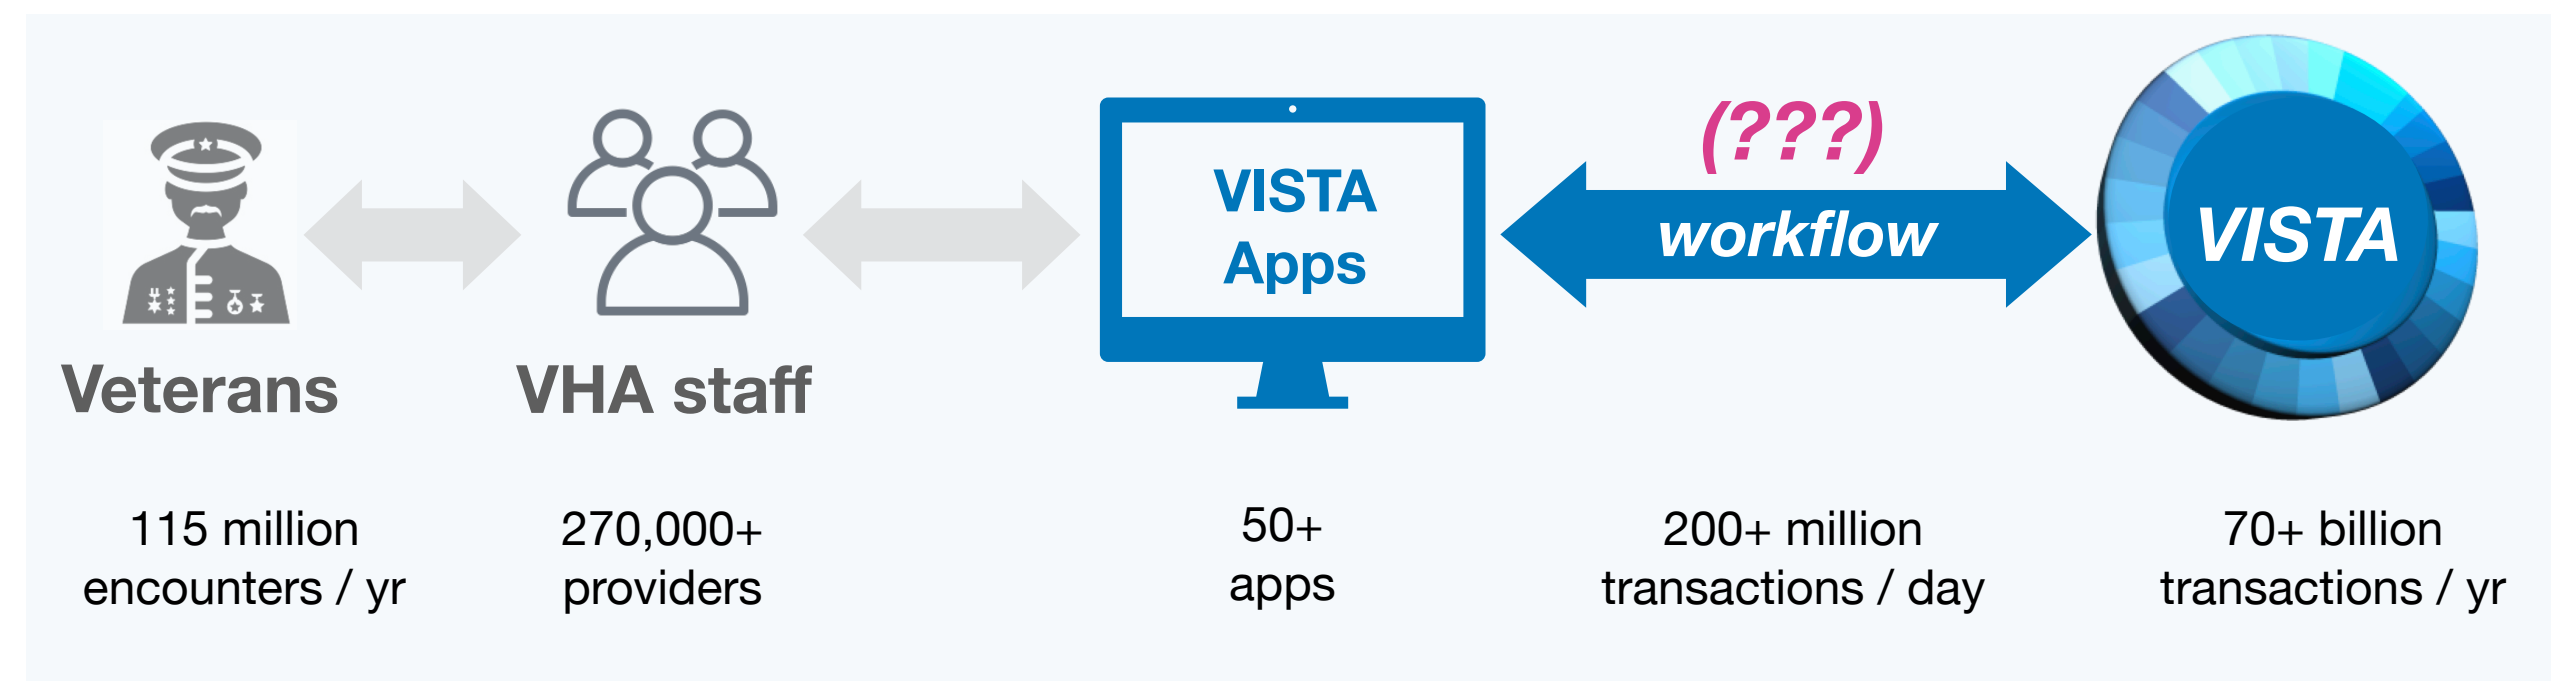 VISTA
Apps
(???)
workflow
VISTA
Veterans
VHA staff
115 million
encounters / yr
270,000+
providers
50+
apps
200+ million
transactions / day
70+ billion
transactions / yr